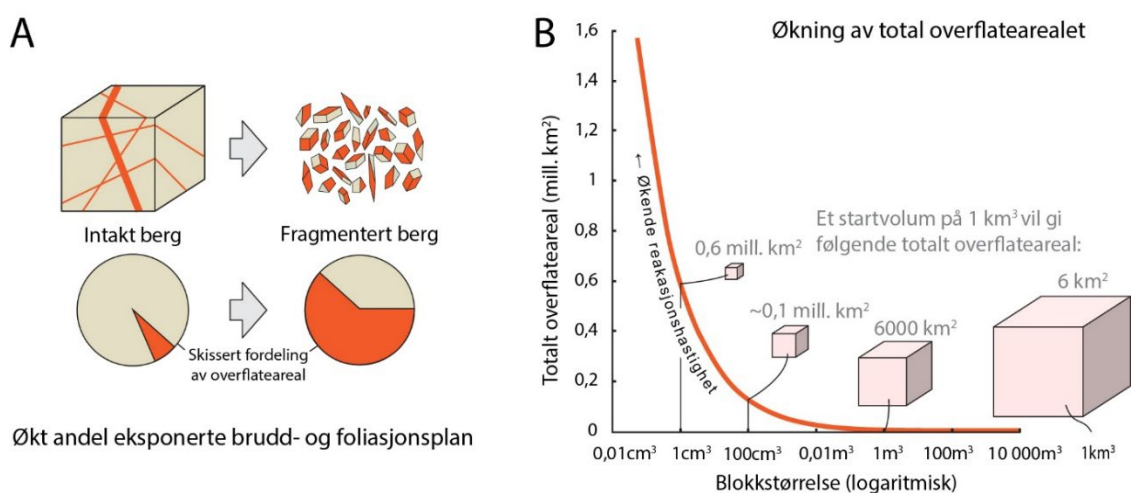 A
Intakt berg
Fragmentert berg
Skissert fordeling
av overflateareal
Økt andel eksponerte brudd- og foliasjonsplan
B
Økning av total overflatearealet
Totalt overflateareal (mill. km²)
1,6
1,4
1,2
1
0,8
0,6
0,4
0,2
0
← Økende reakasjonshastighet
Et startvolum på 1 km³ vil gi
følgende totalt overflateareal:
0,6 mill. km²
~0,1 mill. km²
6000 km²
6 km²
0,01cm³
1cm³
100cm³
0,01m³
1m³
100m³
10 000m³
1km³
Blokkstørrelse (logaritmisk)